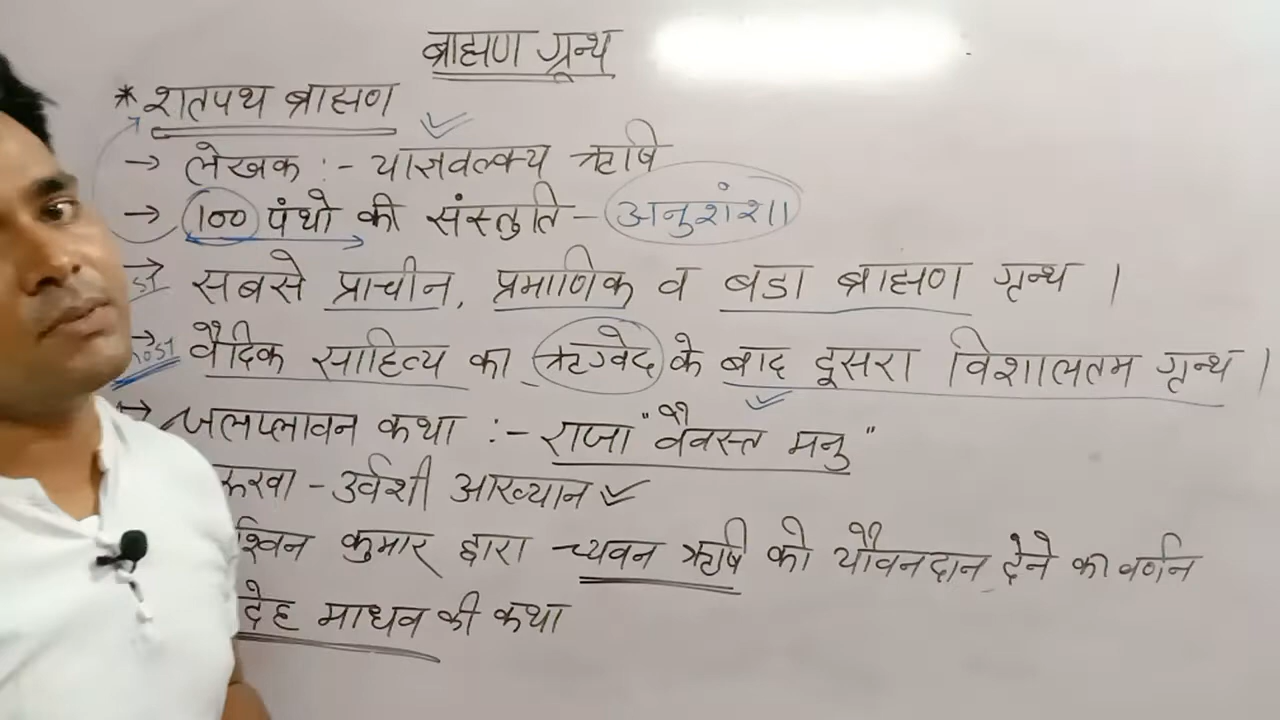 ब्राह्मण ग्रन्थ
* शतपथ ब्राह्मण
→ लेखक :- याज्ञवल्क्य ऋषि
→ 100 पंथो की संस्तुति - अनुशंशा
→ सबसे प्राचीन, प्रमाणिक व बडा ब्राह्मण ग्रन्थ ।
→ वैदिक साहित्य का ऋग्वेद के बाद दूसरा विशालतम ग्रन्थ ।
→ जलप्लावन कथा :- राजा "वैवस्त मनु"
रूरवा - उर्वशी आख्यान
श्विन कुमार द्वारा च्यवन ऋषि को यौवनदान देने का वर्णन
देह माधव की कथा